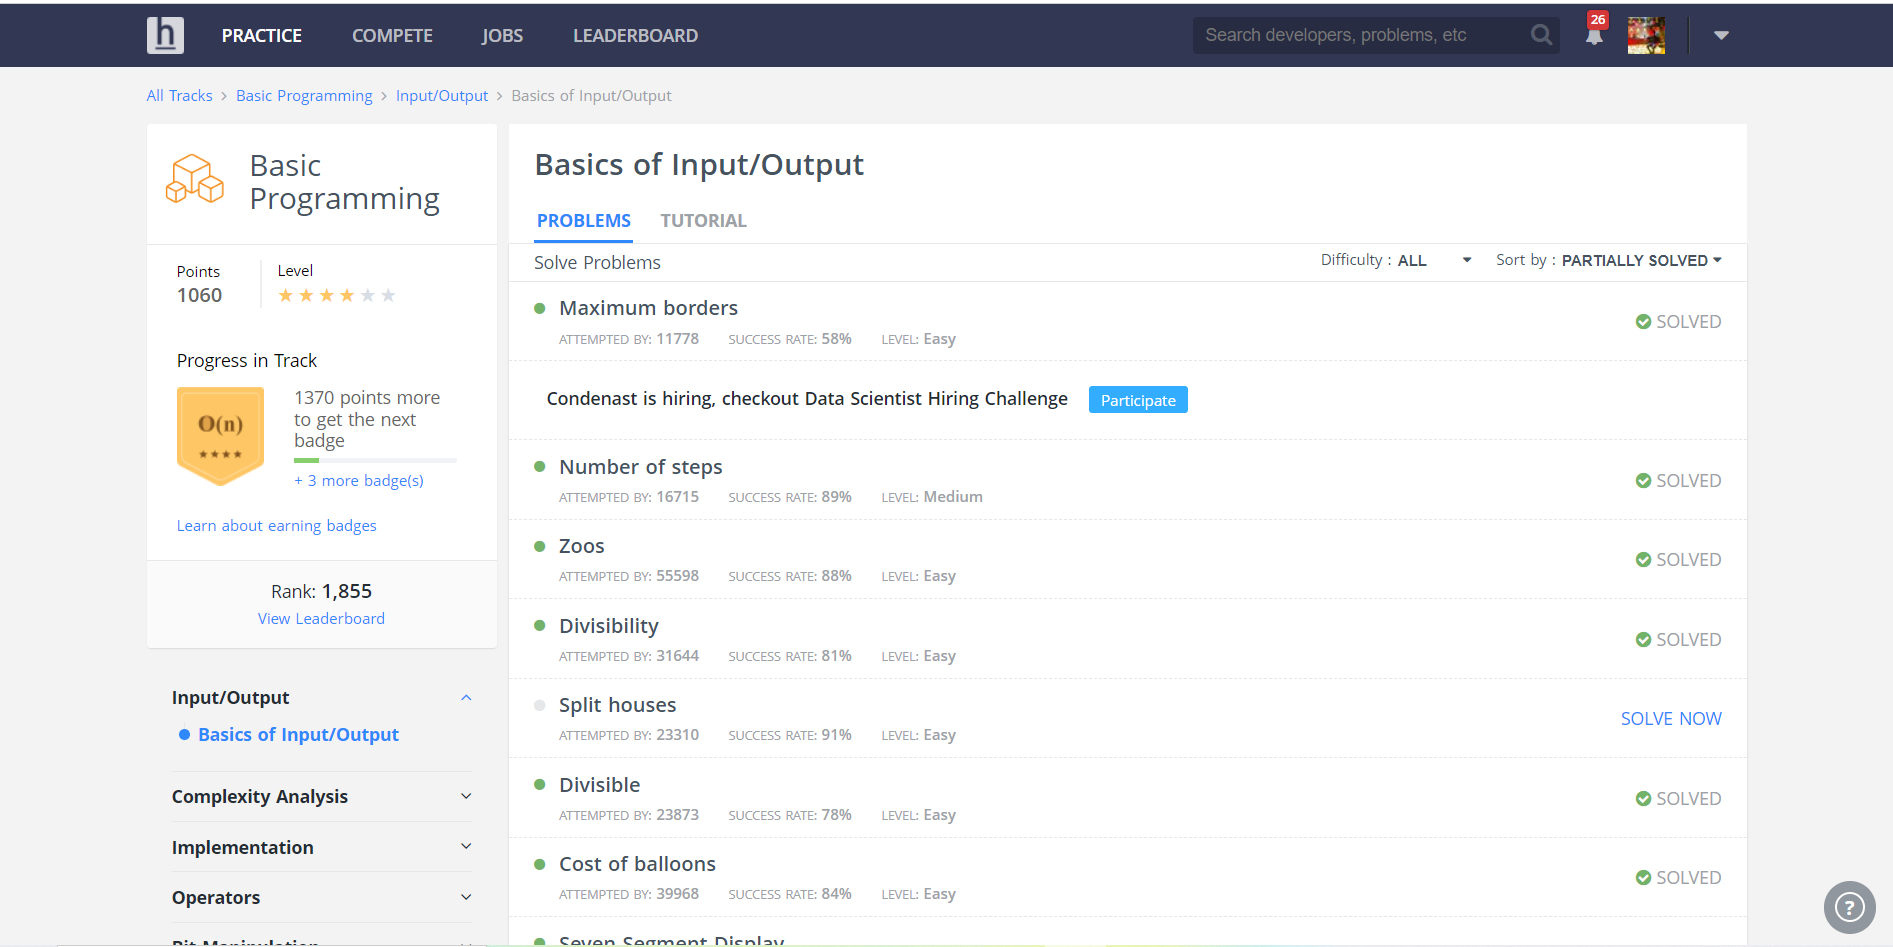 h
PRACTICE
COMPETE
JOBS
LEADERBOARD
Search developers, problems, etc
26
All Tracks > Basic Programming > Input/Output > Basics of Input/Output
Basic
Programming
Points
1060
Level
Progress in Track
O(n)
1370 points more
to get the next
badge
+ 3 more badge(s)
Learn about earning badges
Rank: 1,855
View Leaderboard
Input/Output
Basics of Input/Output
Complexity Analysis
Implementation
Operators
Bit Manipulation
Basics of Input/Output
PROBLEMS
TUTORIAL
Solve Problems
Difficulty : ALL
Sort by : PARTIALLY SOLVED
Maximum borders
ATTEMPTED BY: 11778 SUCCESS RATE: 58% LEVEL: Easy
SOLVED
Condenast is hiring, checkout Data Scientist Hiring Challenge
Participate
Number of steps
ATTEMPTED BY: 16715 SUCCESS RATE: 89% LEVEL: Medium
SOLVED
Zoos
ATTEMPTED BY: 55598 SUCCESS RATE: 88% LEVEL: Easy
SOLVED
Divisibility
ATTEMPTED BY: 31644 SUCCESS RATE: 81% LEVEL: Easy
SOLVED
Split houses
ATTEMPTED BY: 23310 SUCCESS RATE: 91% LEVEL: Easy
SOLVE NOW
Divisible
ATTEMPTED BY: 23873 SUCCESS RATE: 78% LEVEL: Easy
SOLVED
Cost of balloons
ATTEMPTED BY: 39968 SUCCESS RATE: 84% LEVEL: Easy
SOLVED
Seven Segment Display
?